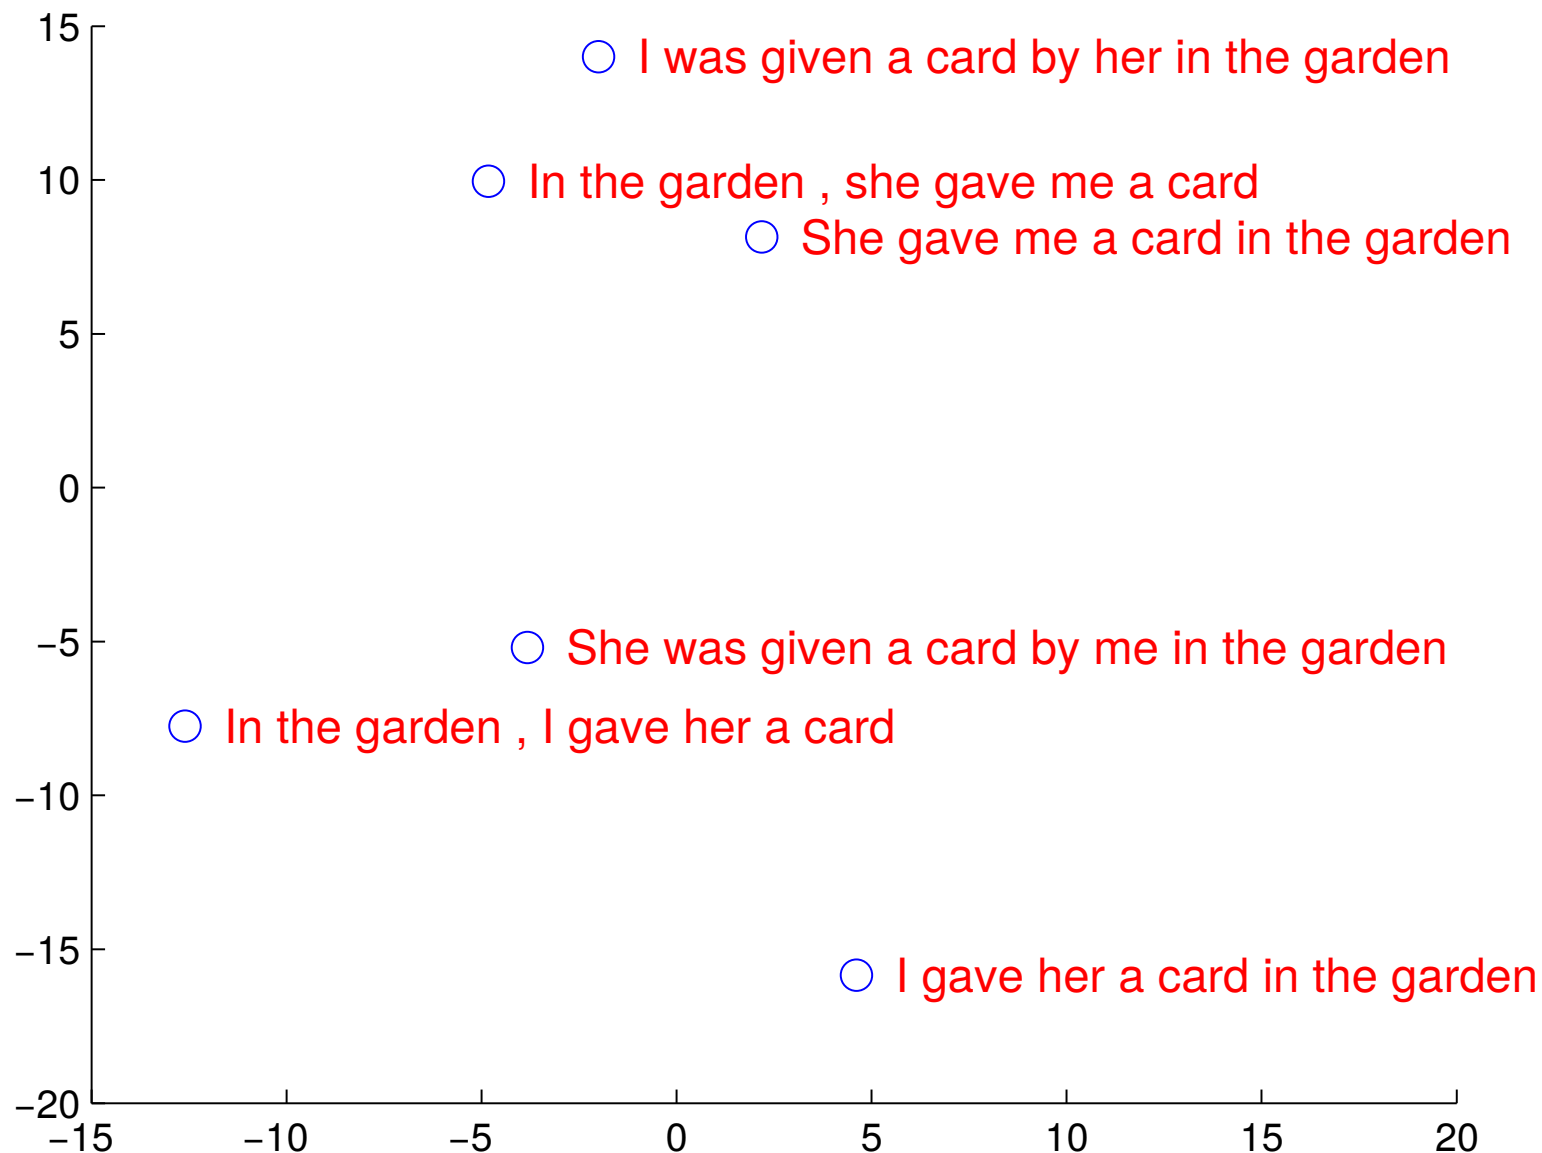 15
I was given a card by her in the garden
10
In the garden , she gave me a card
She gave me a card in the garden
5
0
−5
She was given a card by me in the garden
In the garden , I gave her a card
−10
−15
I gave her a card in the garden
−20
−15 −10 −5 0 5 10 15 20